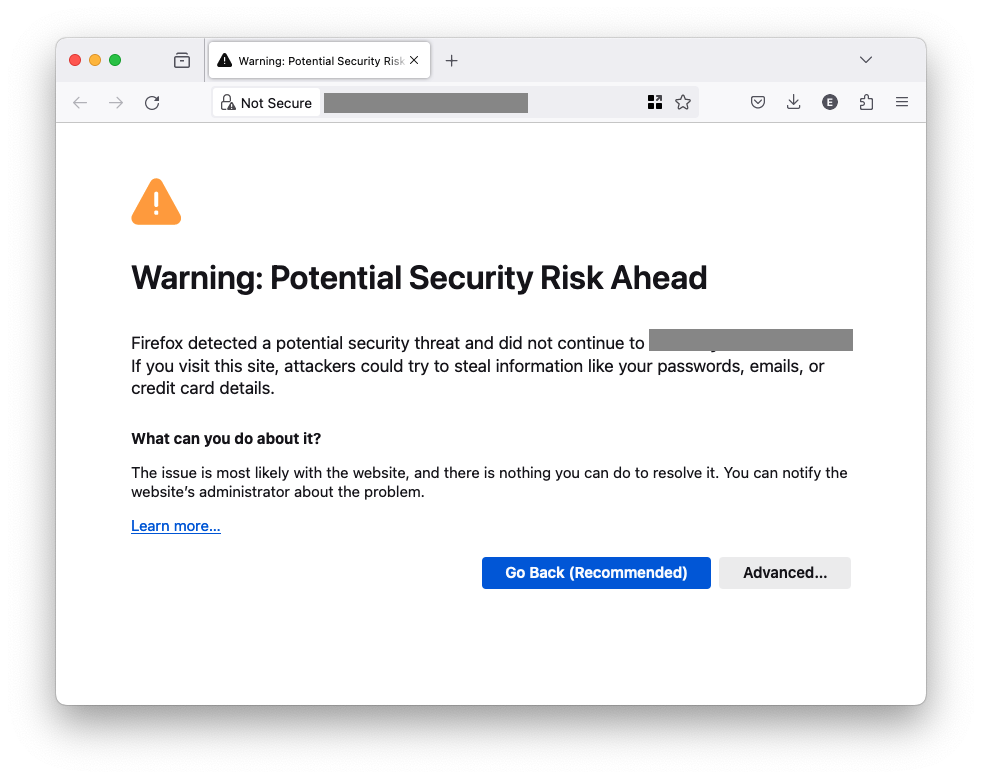 Warning: Potential Security Risk
Not Secure
E
Warning: Potential Security Risk Ahead
Firefox detected a potential security threat and did not continue to
If you visit this site, attackers could try to steal information like your passwords, emails, or
credit card details.
What can you do about it?
The issue is most likely with the website, and there is nothing you can do to resolve it. You can notify the
website’s administrator about the problem.
Learn more…
Go Back (Recommended) Advanced...